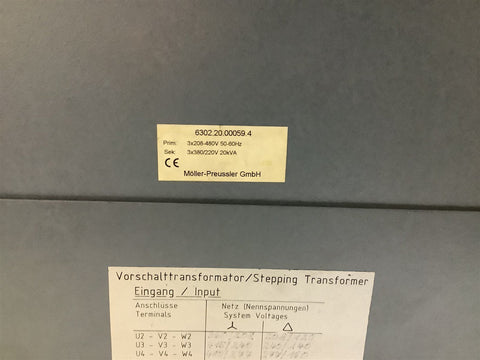 6302.20.00059.4
Prim: 3x208-480V 50-60Hz
Sek: 3x380/220V 20kVA
CE
Möller-Preussler GmbH
Vorschalttransformator/Stepping Transformer
Eingang / Input
Anschlüsse Netz (Nennspannungen)
Terminals System Voltages
U2 - V2 - W2
U3 - V3 - W3
U4 - V4 - W4